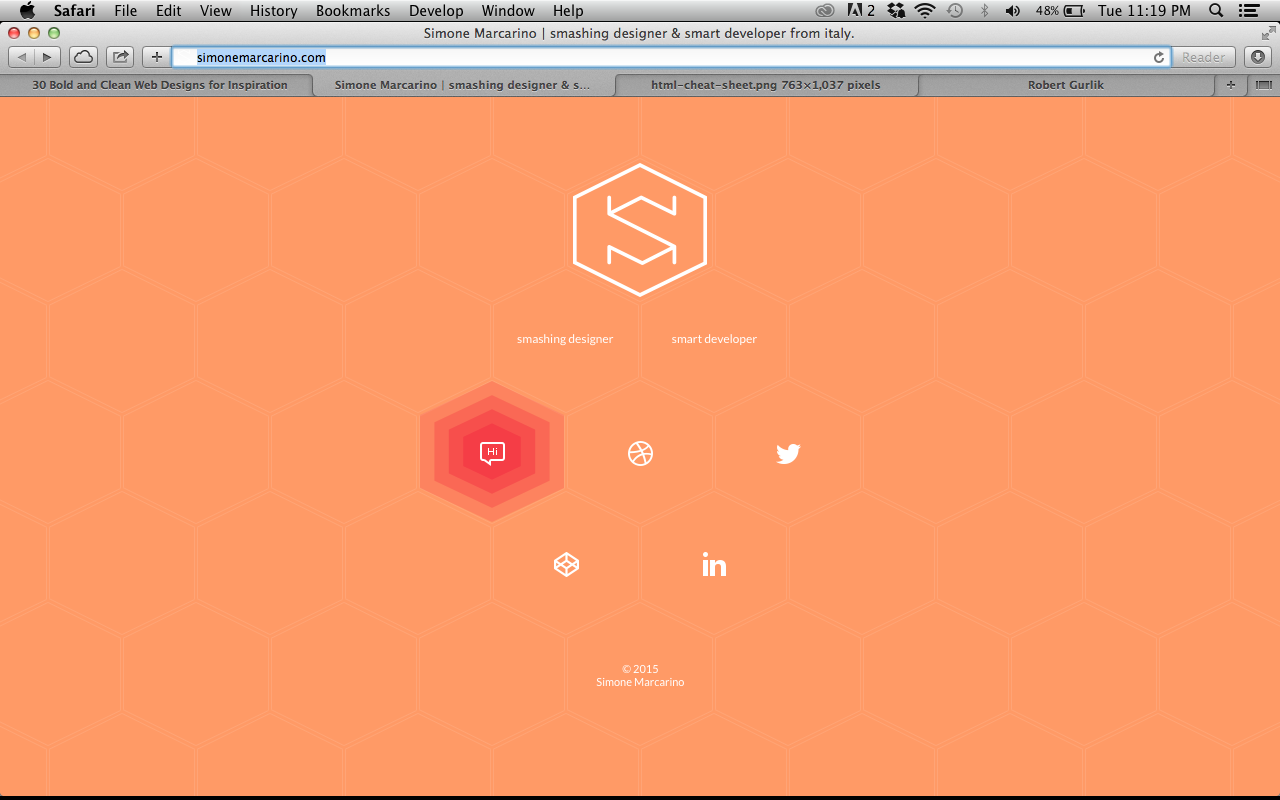 Safari File Edit View History Bookmarks Develop Window Help 2 48% Tue 11:19 PM
Simone Marcarino | smashing designer & smart developer from italy.
simonemarcarino.com Reader
30 Bold and Clean Web Designs for Inspiration Simone Marcarino | smashing designer & s... html-cheat-sheet.png 763×1,037 pixels Robert Gurlik
S
smashing designer smart developer
Hi
in
© 2015
Simone Marcarino